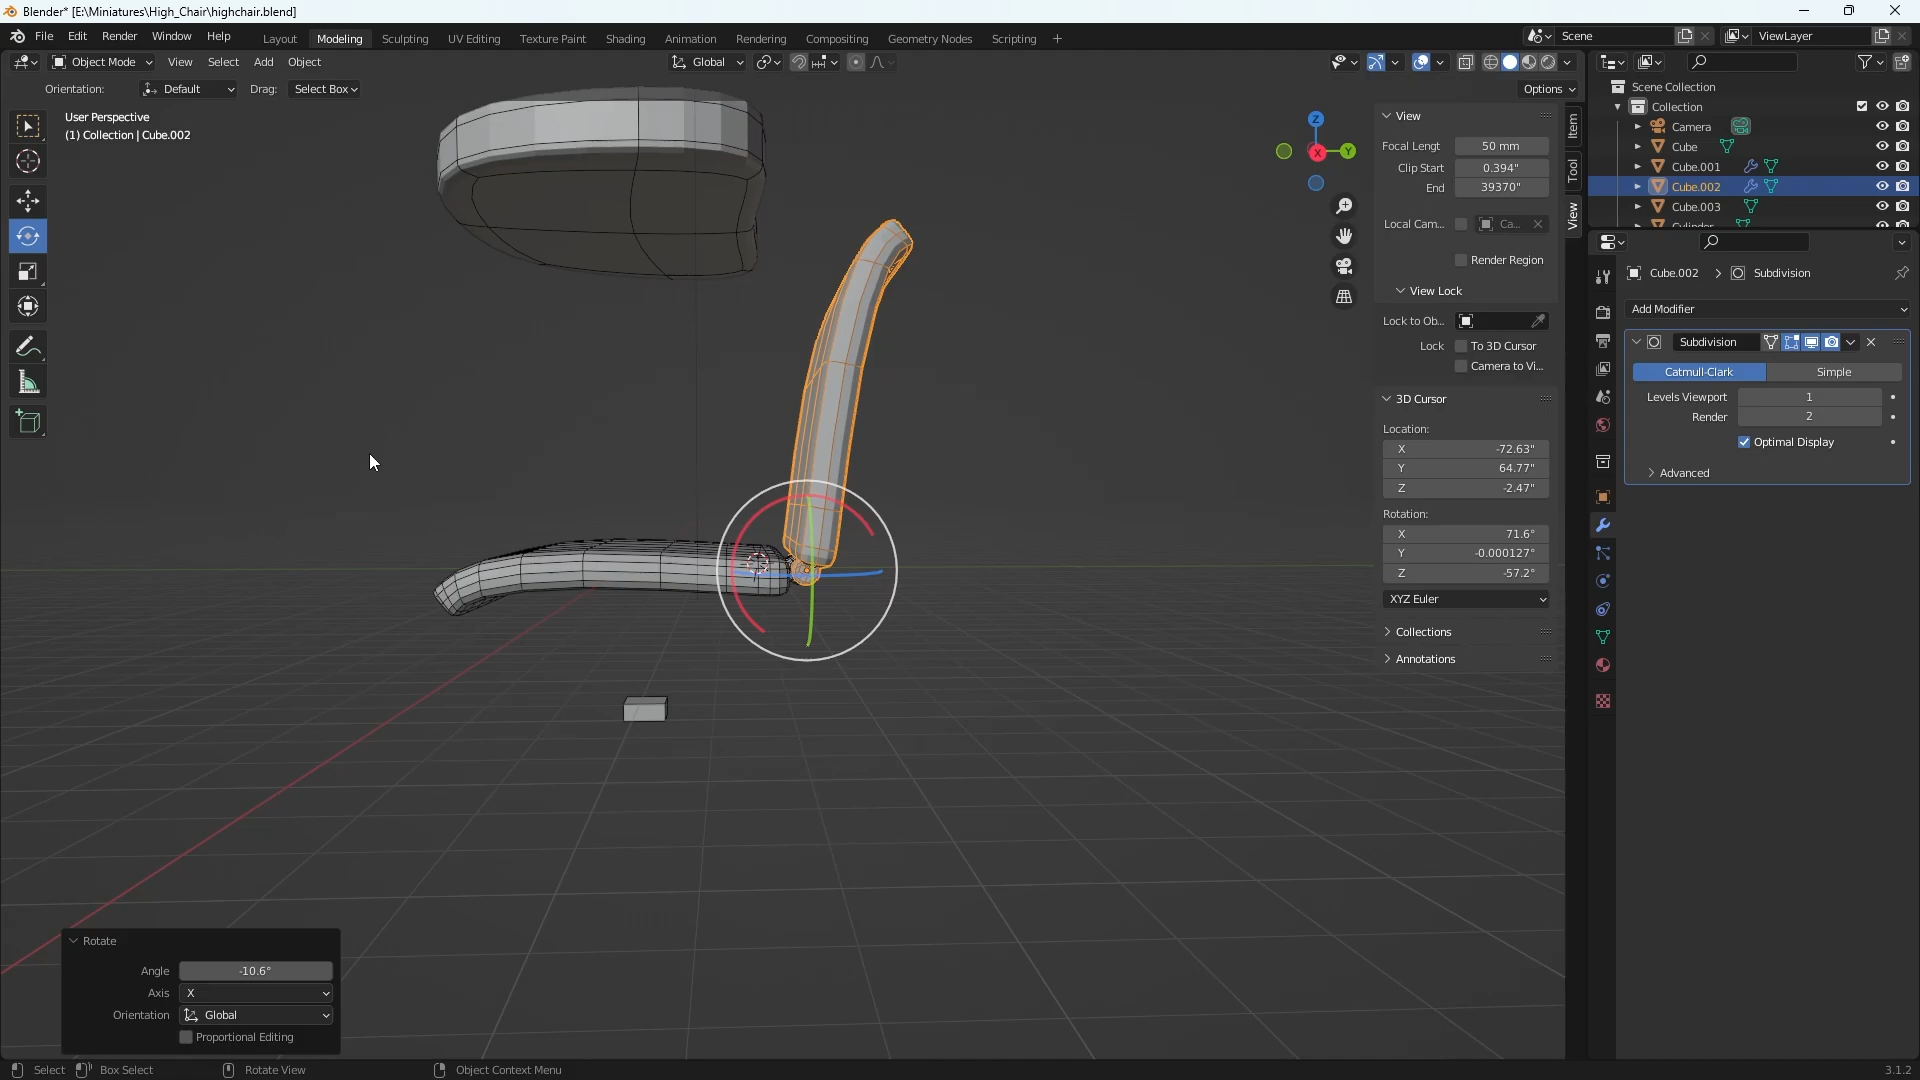 Blender* [E:\Miniatures\High_Chair\highchair.blend]
File Edit Render Window Help
Layout Modeling Sculpting UV Editing Texture Paint Shading Animation Rendering Compositing Geometry Nodes Scripting +
Scene
ViewLayer
Object Mode View Select Add Object
Global
Orientation: Default Drag: Select Box
Options
User Perspective
(1) Collection | Cube.002
Z
Y
X
View
Focal Lengt 50 mm
Clip Start 0.394"
End 39370"
Local Cam... Ca...
Render Region
View Lock
Lock to Ob...
Lock To 3D Cursor
Camera to Vi...
3D Cursor
Location:
X -72.63"
Y 64.77"
Z -2.47"
Rotation:
X 71.6°
Y -0.000127°
Z -57.2°
XYZ Euler
Collections
Annotations
Item
Tool
View
Scene Collection
Collection
Camera
Cube
Cube.001
Cube.002
Cube.003
Cylinder
Cube.002 Subdivision
Add Modifier
Subdivision
Catmull-Clark Simple
Levels Viewport 1
Render 2
Optimal Display
Advanced
Rotate
Angle -10.6°
Axis X
Orientation Global
Proportional Editing
Select Box Select Rotate View Object Context Menu
3.1.2